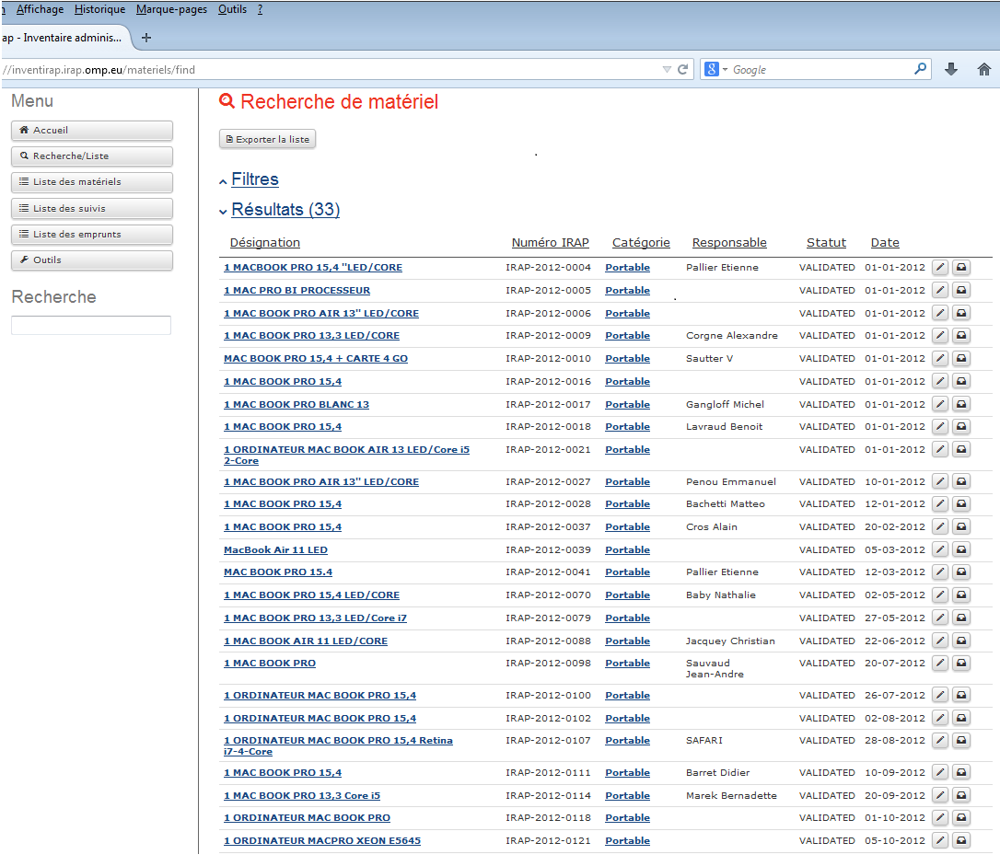 Affichage Historique Marque-pages Outils ?
ap - Inventaire adminis... +
//inventirap.irap.omp.eu/materiels/find
Google
Menu
Accueil
Recherche/Liste
Liste des matériels
Liste des suivis
Liste des emprunts
Outils
Recherche
Recherche de matériel
Exporter la liste
Filtres
Résultats (33)
Désignation Numéro IRAP Catégorie Responsable Statut Date
1 MACBOOK PRO 15,4 "LED/CORE IRAP-2012-0004 Portable Pallier Etienne VALIDATED 01-01-2012
1 MAC PRO BI PROCESSEUR IRAP-2012-0005 Portable VALIDATED 01-01-2012
1 MAC BOOK PRO AIR 13" LED/CORE IRAP-2012-0006 Portable VALIDATED 01-01-2012
1 MAC BOOK PRO 13,3 LED/CORE IRAP-2012-0009 Portable Corgne Alexandre VALIDATED 01-01-2012
MAC BOOK PRO 15,4 + CARTE 4 GO IRAP-2012-0010 Portable Sautter V VALIDATED 01-01-2012
1 MAC BOOK PRO 15,4 IRAP-2012-0016 Portable VALIDATED 01-01-2012
1 MAC BOOK PRO BLANC 13 IRAP-2012-0017 Portable Gangloff Michel VALIDATED 01-01-2012
1 MAC BOOK PRO 15,4 IRAP-2012-0018 Portable Lavraud Benoit VALIDATED 01-01-2012
1 ORDINATEUR MAC BOOK AIR 13 LED/Core i5 IRAP-2012-0021 Portable VALIDATED 01-01-2012
2-Core
1 MAC BOOK PRO AIR 13" LED/CORE IRAP-2012-0027 Portable Penou Emmanuel VALIDATED 10-01-2012
1 MAC BOOK PRO 15,4 IRAP-2012-0028 Portable Bachetti Matteo VALIDATED 12-01-2012
1 MAC BOOK PRO 15,4 IRAP-2012-0037 Portable Cros Alain VALIDATED 20-02-2012
MacBook Air 11 LED IRAP-2012-0039 Portable VALIDATED 05-03-2012
MAC BOOK PRO 15.4 IRAP-2012-0041 Portable Pallier Etienne VALIDATED 12-03-2012
1 MAC BOOK PRO 15,4 LED/CORE IRAP-2012-0070 Portable Baby Nathalie VALIDATED 02-05-2012
1 MAC BOOK PRO 13,3 LED/Core i7 IRAP-2012-0079 Portable VALIDATED 27-05-2012
1 MAC BOOK AIR 11 LED/CORE IRAP-2012-0088 Portable Jacquey Christian VALIDATED 22-06-2012
1 MAC BOOK PRO IRAP-2012-0098 Portable Sauvaud VALIDATED 20-07-2012
Jean-Andre
1 ORDINATEUR MAC BOOK PRO 15,4 IRAP-2012-0100 Portable VALIDATED 26-07-2012
1 ORDINATEUR MAC BOOK PRO 15,4 IRAP-2012-0102 Portable VALIDATED 02-08-2012
1 ORDINATEUR MAC BOOK PRO 15,4 Retina IRAP-2012-0107 Portable SAFARI VALIDATED 28-08-2012
i7-4-Core
1 MAC BOOK PRO 15,4 IRAP-2012-0111 Portable Barret Didier VALIDATED 10-09-2012
1 MAC BOOK PRO 13,3 Core i5 IRAP-2012-0114 Portable Marek Bernadette VALIDATED 20-09-2012
1 ORDINATEUR MAC BOOK PRO IRAP-2012-0118 Portable VALIDATED 01-10-2012
1 ORDINATEUR MACPRO XEON E5645 IRAP-2012-0121 Portable VALIDATED 05-10-2012